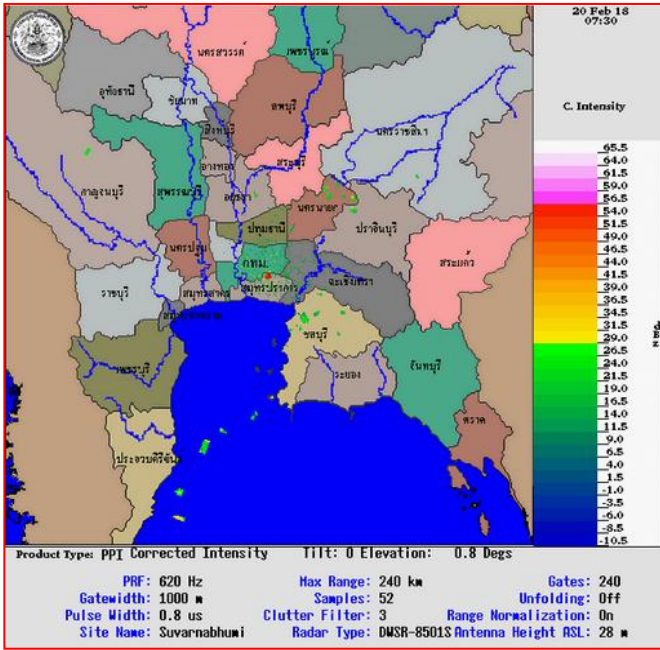 20 Feb 18
07:30
นครสวรรค์
เพชรบูรณ์
อุทัยธานี
ชัยนาท
ลพบุรี
C. Intensity
สิงห์บุรี
นครราชสีมา
อ่างทอง
สระบุรี
กาญจนบุรี
สุพรรณบุรี
อยุธยา
นครนายก
ปทุมธานี
ปราจีนบุรี
นครปฐม
กทม.
สระแก้ว
ราชบุรี
สมุทรสาคร
สมุทรปราการ
ฉะเชิงเทรา
ชลบุรี
เพชรบุรี
ระยอง
จันทบุรี
ตราด
65.5
64.0
61.5
59.0
56.5
54.0
51.5
49.0
46.5
44.0
41.5
39.0
36.5
34.0
31.5
29.0
26.5
24.0
21.5
19.0
16.5
14.0
11.5
9.0
6.5
4.0
1.5
-1.0
-3.5
-6.0
-8.5
-10.5
Product Type: PPI Corrected Intensity Tilt: 0 Elevation: 0.8 Degs
PRF: 620 Hz Max Range: 240 km Gates: 240
Gatewidth: 1000 m Samples: 52 Unfolding: Off
Pulse Width: 0.8 us Clutter Filter: 3 Range Normalization: On
Site Name: Suvarnabhumi Radar Type: DWSR-8501S Antenna Height ASL: 28 m